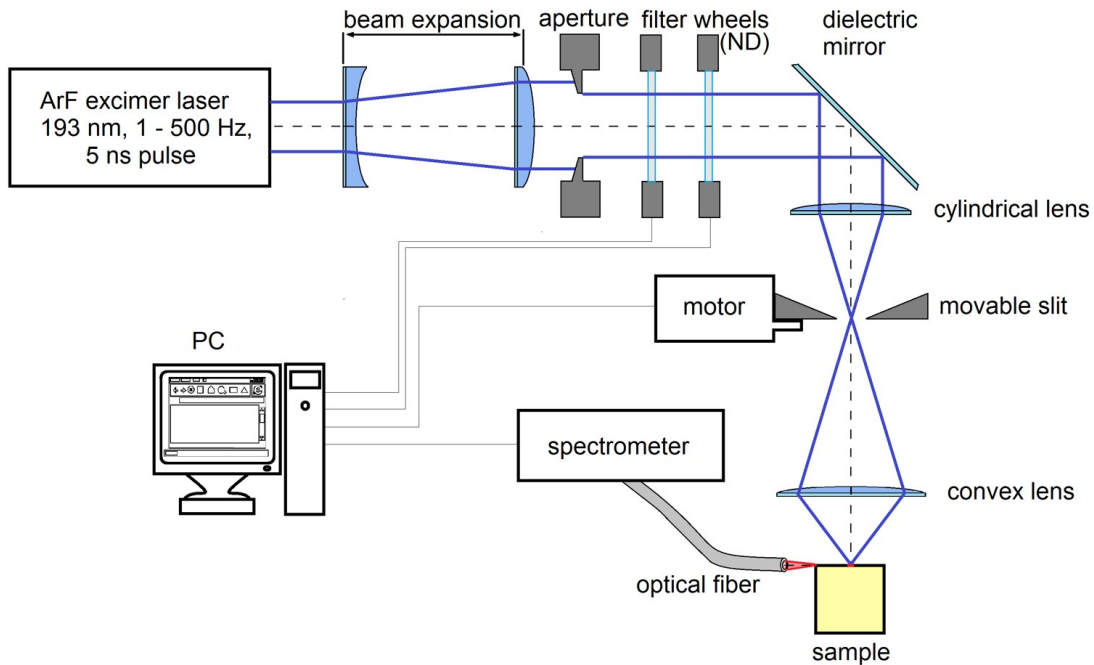 beam expansion
aperture
filter wheels
(ND)
dielectric
mirror
ArF excimer laser
193 nm, 1 - 500 Hz,
5 ns pulse
cylindrical lens
motor
movable slit
PC
spectrometer
convex lens
optical fiber
sample